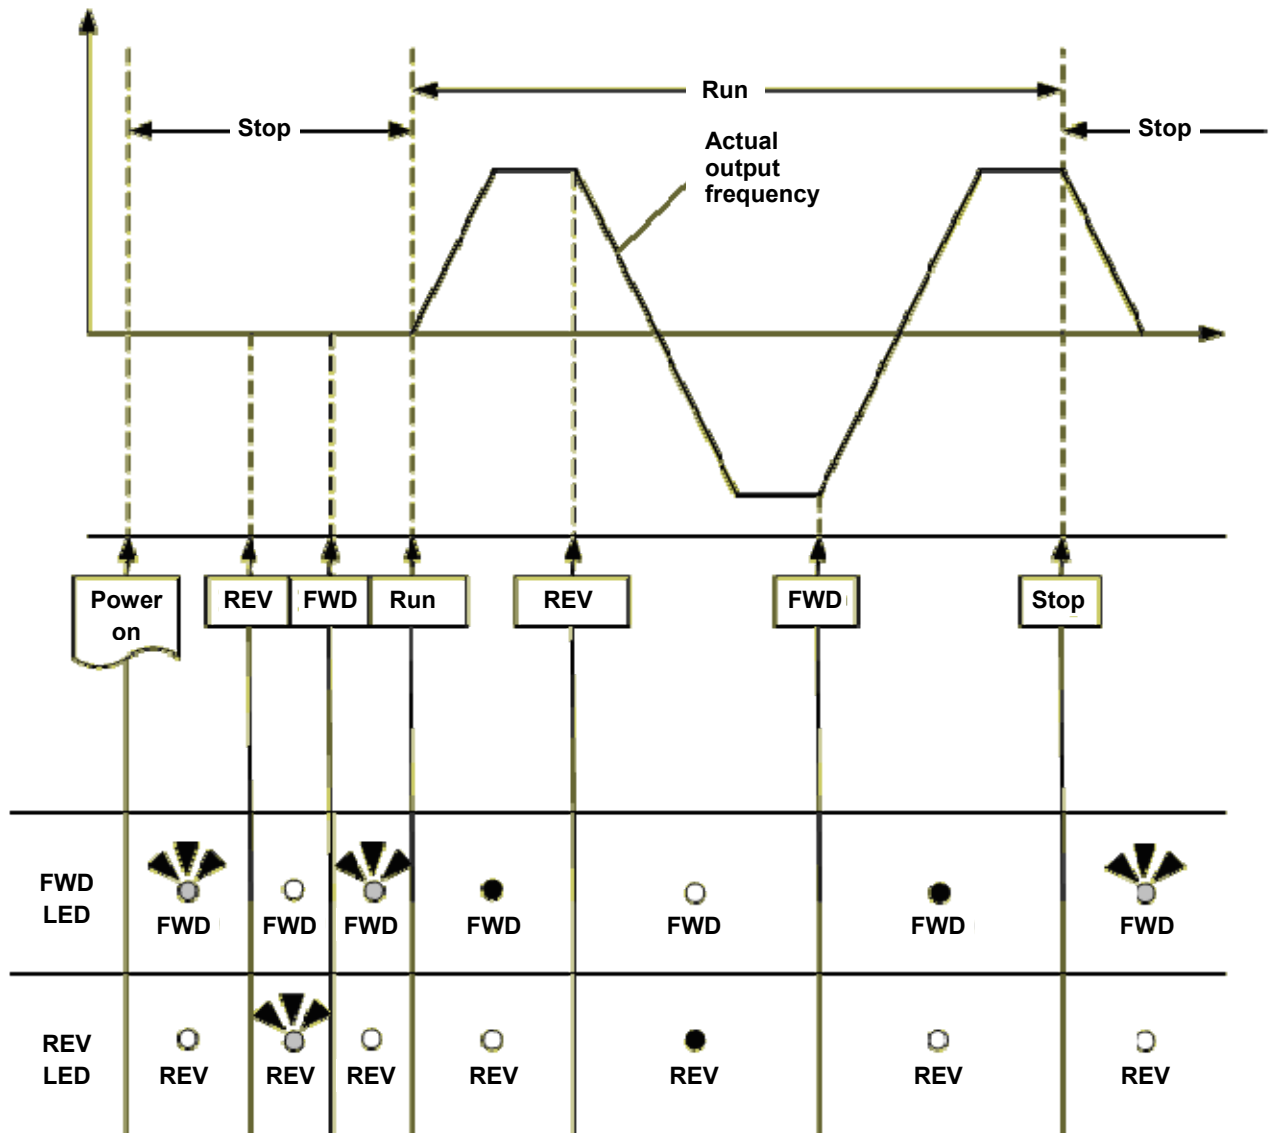 Run
Stop
Stop
Actual
output
frequency
Power
on
REV
FWD
Run
REV
FWD
Stop
FWD
LED
FWD
FWD
FWD
FWD
FWD
FWD
FWD
REV
LED
REV
REV
REV
REV
REV
REV
REV